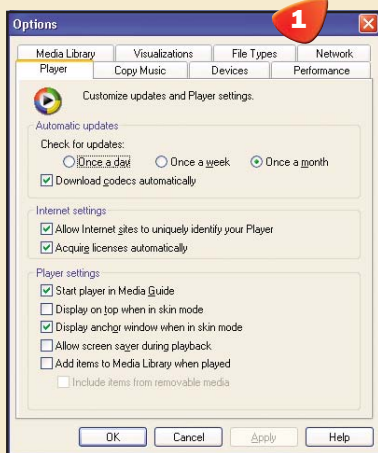 1
Options
Media Library Visualizations File Types Network
Player Copy Music Devices Performance
Customize updates and Player settings.
Automatic updates
Check for updates:
Once a day Once a week Once a month
Download codecs automatically
Internet settings
Allow Internet sites to uniquely identify your Player
Acquire licenses automatically
Player settings
Start player in Media Guide
Display on top when in skin mode
Display anchor window when in skin mode
Allow screen saver during playback
Add items to Media Library when played
Include items from removable media
OK Cancel Apply Help